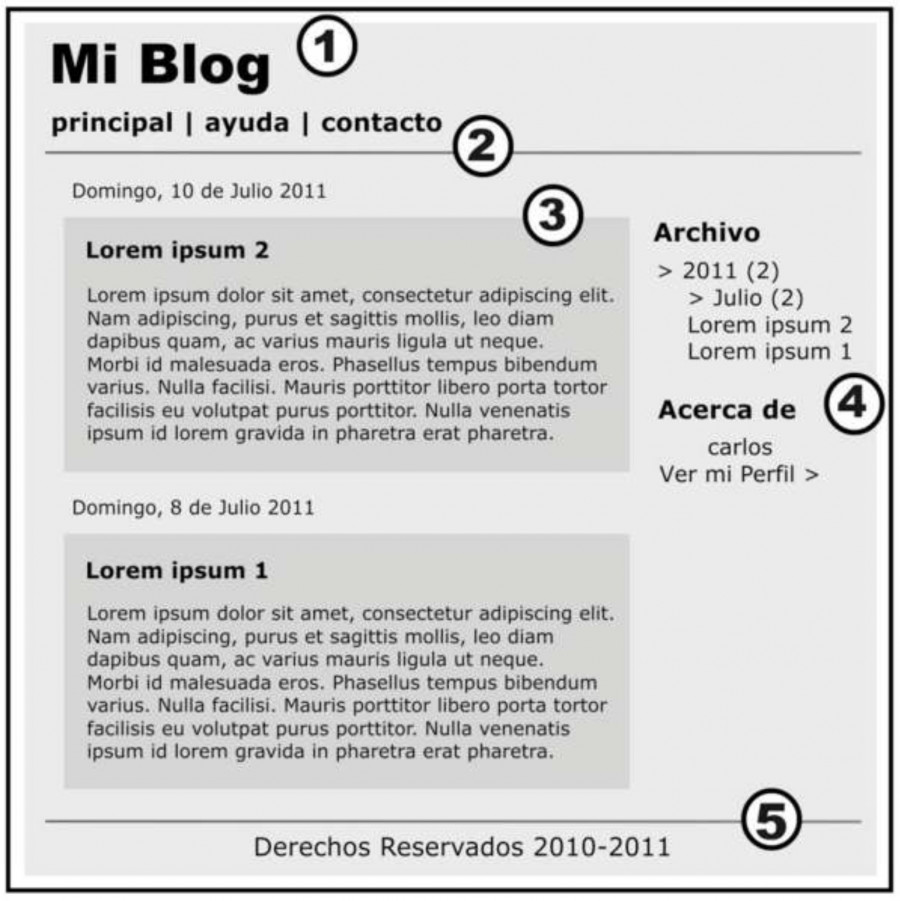 Mi Blog 1
principal | ayuda | contacto
2
Domingo, 10 de Julio 2011
3
Lorem ipsum 2
Lorem ipsum dolor sit amet, consectetur adipiscing elit.
Nam adipiscing, purus et sagittis mollis, leo diam
dapibus quam, ac varius mauris ligula ut neque.
Morbi id malesuada eros. Phasellus tempus bibendum
varius. Nulla facilisi. Mauris porttitor libero porta tortor
facilisis eu volutpat purus porttitor. Nulla venenatis
ipsum id lorem gravida in pharetra erat pharetra.
Domingo, 8 de Julio 2011
Lorem ipsum 1
Lorem ipsum dolor sit amet, consectetur adipiscing elit.
Nam adipiscing, purus et sagittis mollis, leo diam
dapibus quam, ac varius mauris ligula ut neque.
Morbi id malesuada eros. Phasellus tempus bibendum
varius. Nulla facilisi. Mauris porttitor libero porta tortor
facilisis eu volutpat purus porttitor. Nulla venenatis
ipsum id lorem gravida in pharetra erat pharetra.
Archivo
> 2011 (2)
> Julio (2)
Lorem ipsum 2
Lorem ipsum 1
Acerca de 4
carlos
Ver mi Perfil >
5
Derechos Reservados 2010-2011